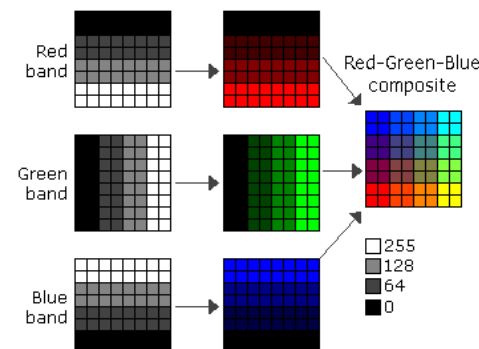 Red
band
Red-Green-Blue
composite
Green
band
255
128
64
0
Blue
band